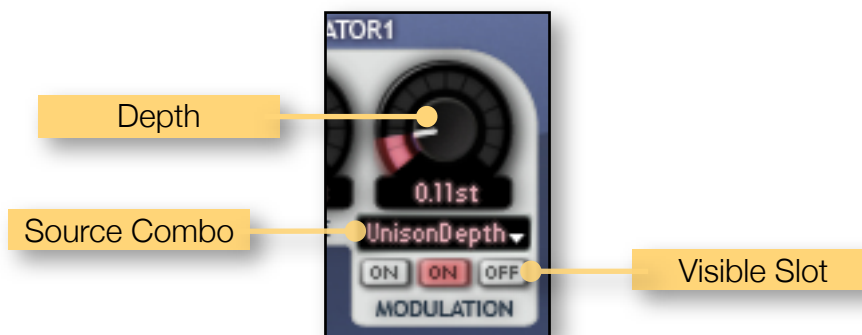 ATOR1
Depth
0.11st
Source Combo
UnisonDepth
ON ON OFF
Visible Slot
MODULATION